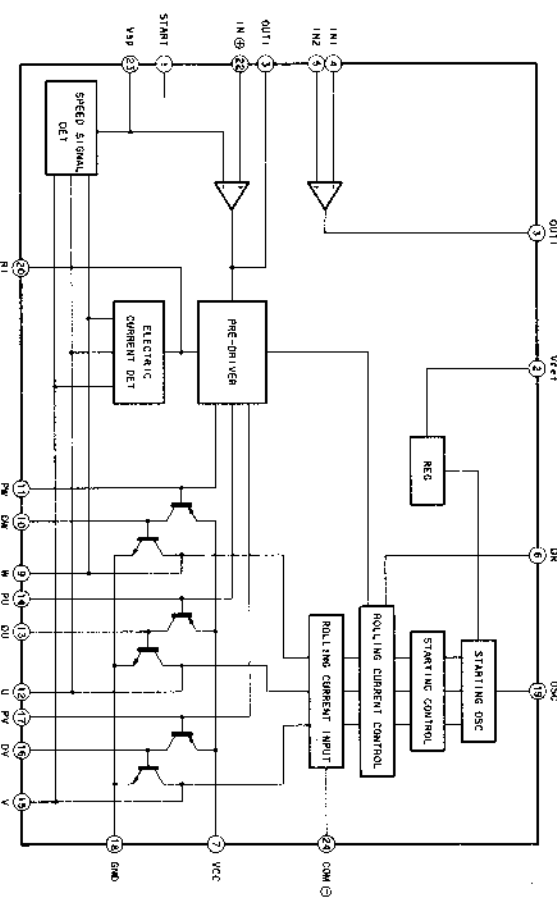 OUT1
3
Vref
2
DR
6
OSC
19
IN1
4
IN2
5
OUT1
3
IN ⊕
22
START
1
Vsp
23
REG
STARTING OSC
STARTING CONTROL
ROLLING CURRENT CONTROL
ROLLING CURRENT INPUT
24
COM ⊖
PRE-DRIVER
7
VCC
ELECTRIC
CURRENT DET
18
GND
SPEED SIGNAL
DET
20
11
PW
10
DW
9
W
14
PU
13
DU
12
U
17
PV
16
DV
15
V